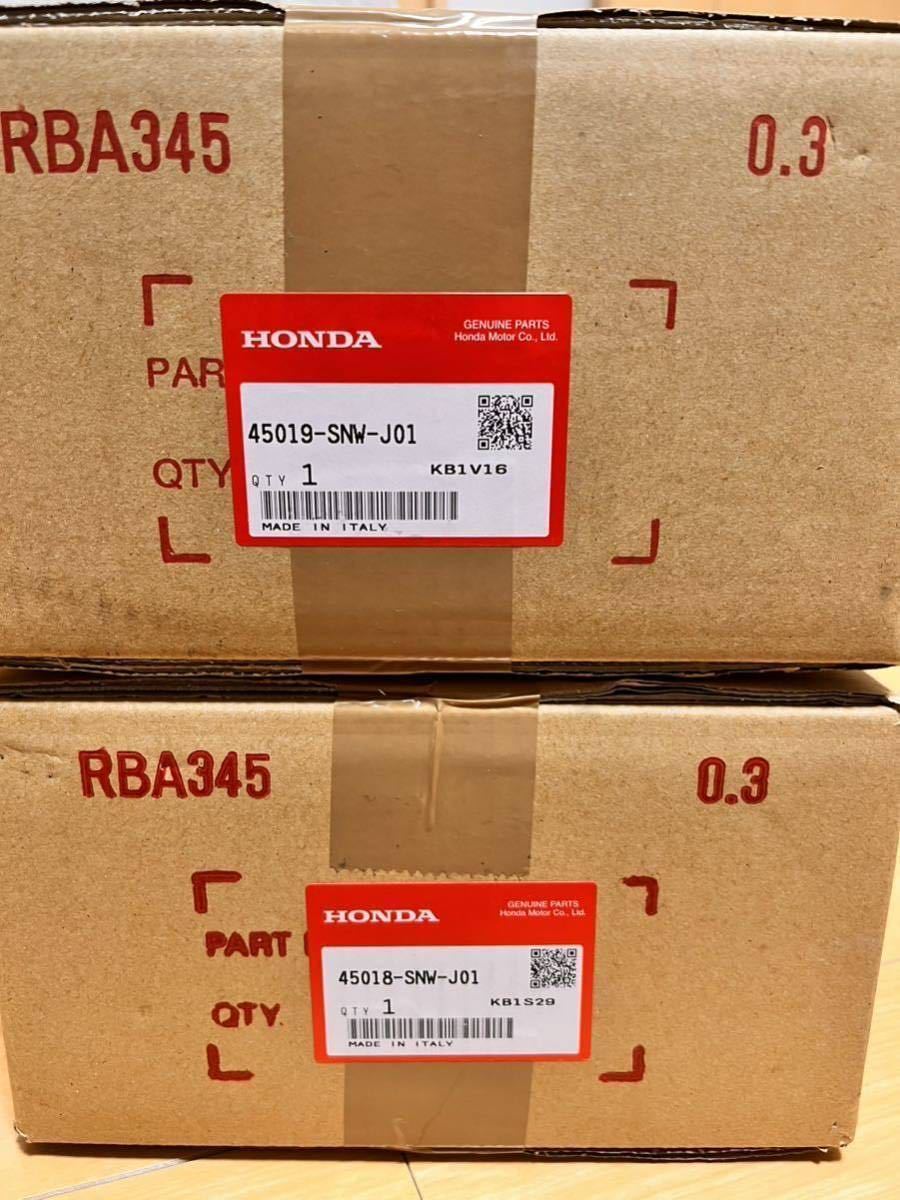 RBA345 0.3
HONDA
GENUINE PARTS
Honda Motor Co., Ltd.
PAR
45019-SNW-J01
QTY
QTY 1 KB1V16
MADE IN ITALY
RBA345 0.3
HONDA
GENUINE PARTS
Honda Motor Co., Ltd.
PART
45018-SNW-J01
QTY.
QTY 1 KB1S29
MADE IN ITALY